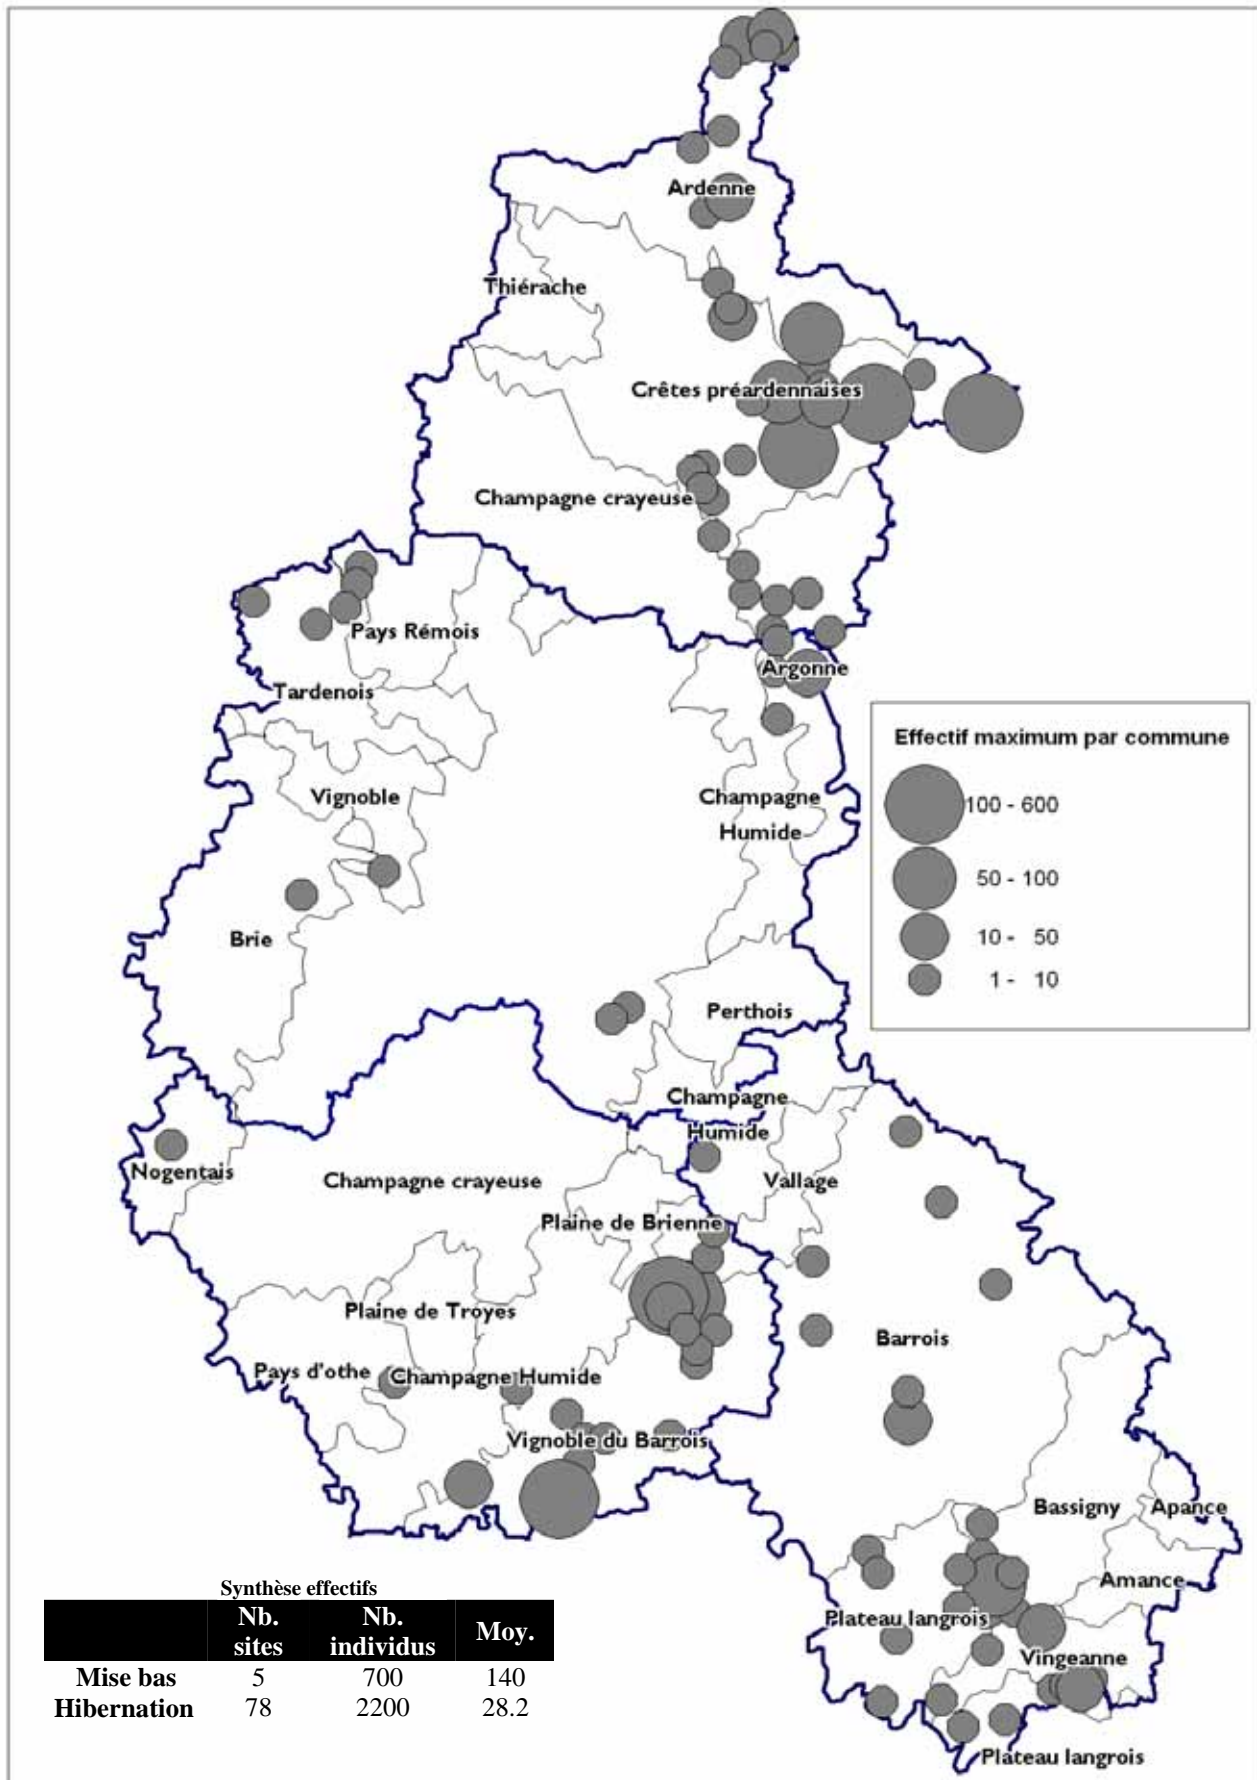 Ardenne
Thiérache
Crêtes préardennaises
Champagne crayeuse
Pays Rémois
Argonne
Tardenois
Effectif maximum par commune
100 - 600
50 - 100
10 - 50
1 - 10
Vignoble
Champagne
Humide
Brie
Perthois
Champagne
Humide
Nogentais
Champagne crayeuse
Vallage
Plaine de Brienne
Plaine de Troyes
Barrois
Pays d'othe
Champagne Humide
Vignoble du Barrois
Bassigny
Apance
Amance
Plateau langrois
Vingeanne
Plateau langrois
Synthèse effectifs
Nb. sites Nb. individus Moy.
Mise bas 5 700 140
Hibernation 78 2200 28.2